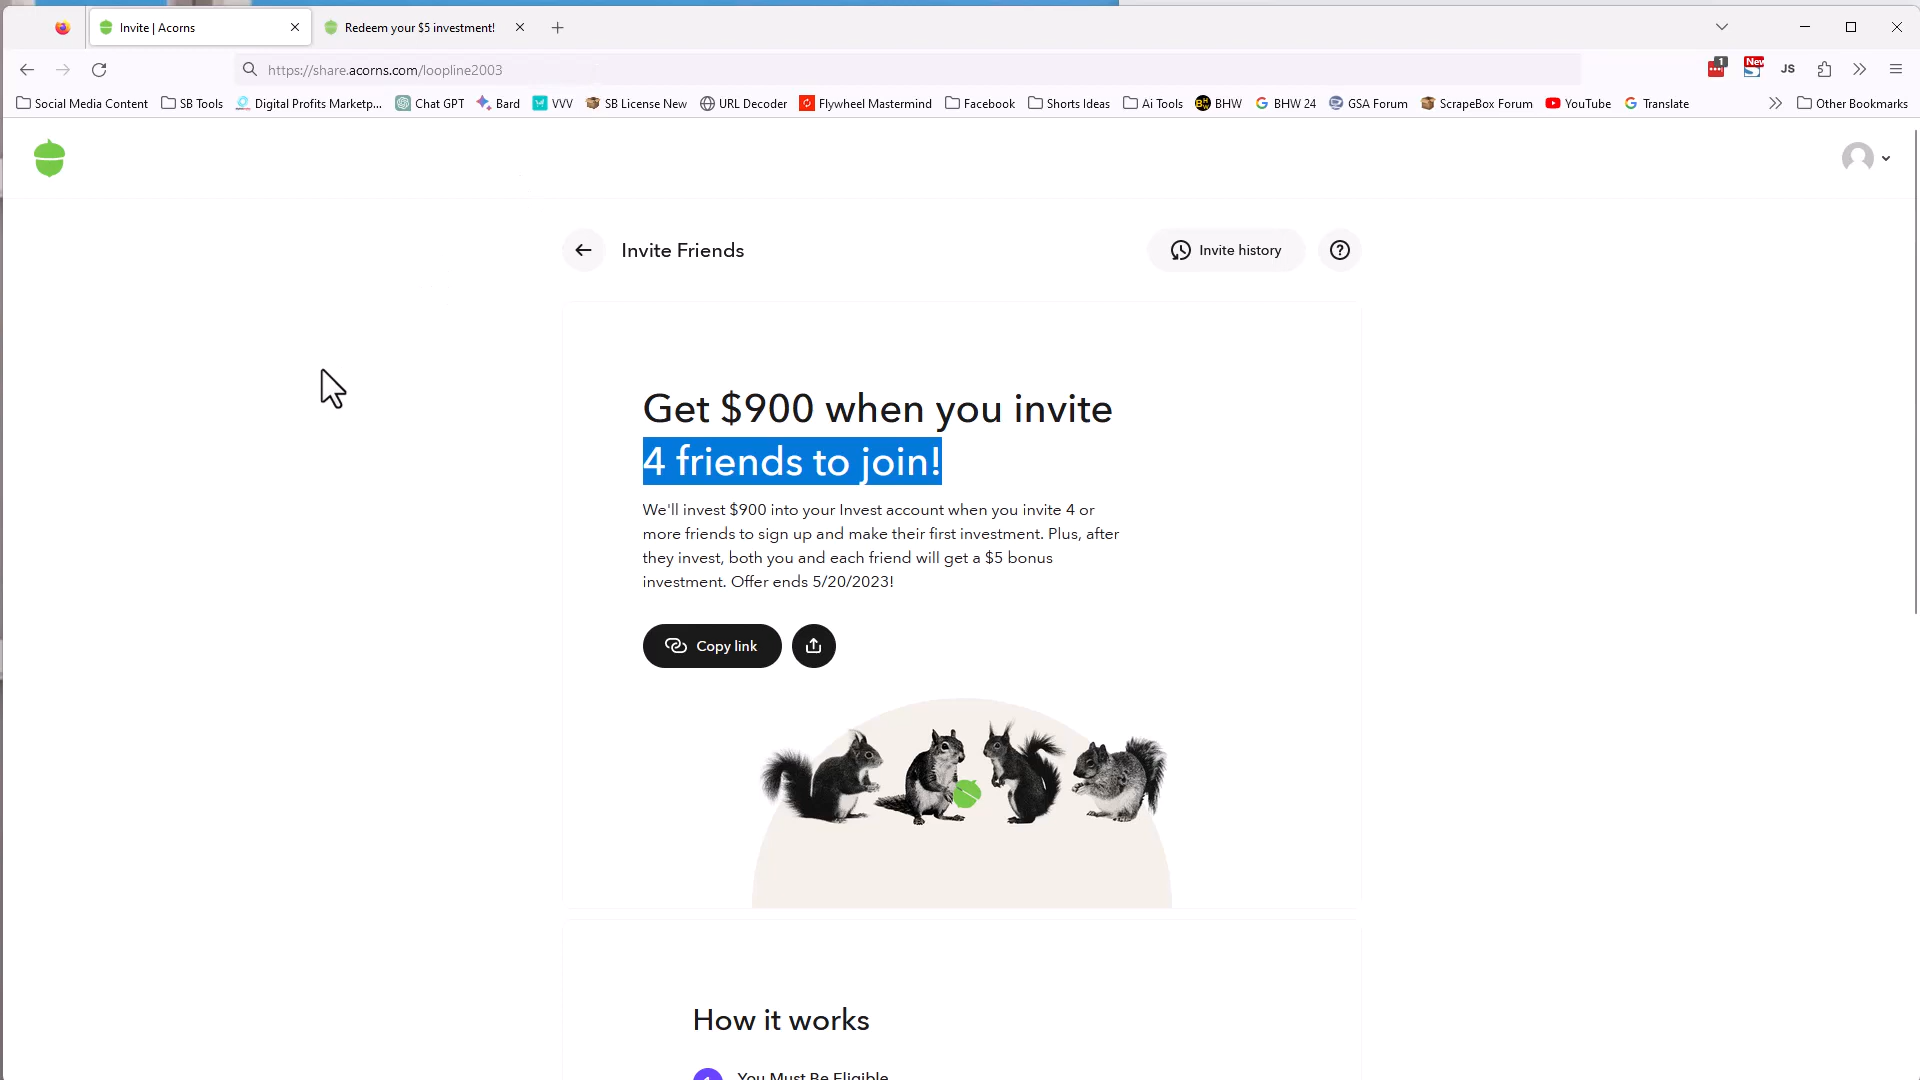 Invite | Acorns
Redeem your $5 investment!
https://share.acorns.com/loopline2003
1
New
JS
Social Media Content
SB Tools
Digital Profits Marketp...
Chat GPT
Bard
VVV
SB License New
URL Decoder
Flywheel Mastermind
Facebook
Shorts Ideas
Ai Tools
BHW
BHW 24
GSA Forum
ScrapeBox Forum
YouTube
Translate
Other Bookmarks
Invite Friends
Invite history
Get $900 when you invite
4 friends to join!
We'll invest $900 into your Invest account when you invite 4 or
more friends to sign up and make their first investment. Plus, after
they invest, both you and each friend will get a $5 bonus
investment. Offer ends 5/20/2023!
Copy link
How it works
You Must Be Eligible